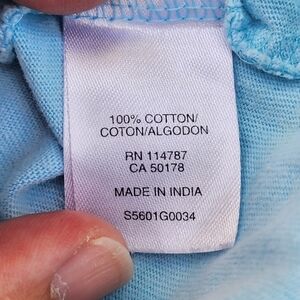 100% COTTON/
COTON/ALGODON
RN 114787
CA 50178
MADE IN INDIA
S5601G0034